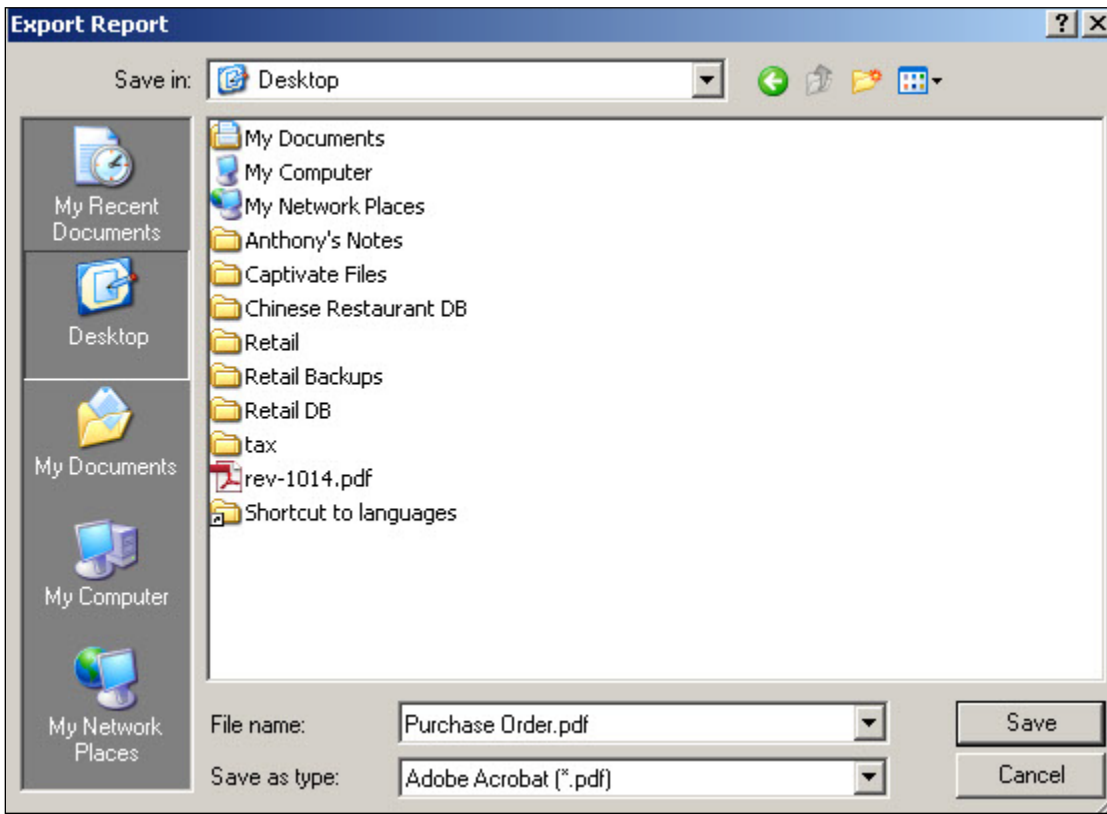 Export Report
Save in: Desktop
My Recent
Documents
Desktop
My Documents
My Computer
My Network
Places
My Documents
My Computer
My Network Places
Anthony's Notes
Captivate Files
Chinese Restaurant DB
Retail
Retail Backups
Retail DB
tax
rev-1014.pdf
Shortcut to languages
File name: Purchase Order.pdf Save
Save as type: Adobe Acrobat (*.pdf) Cancel